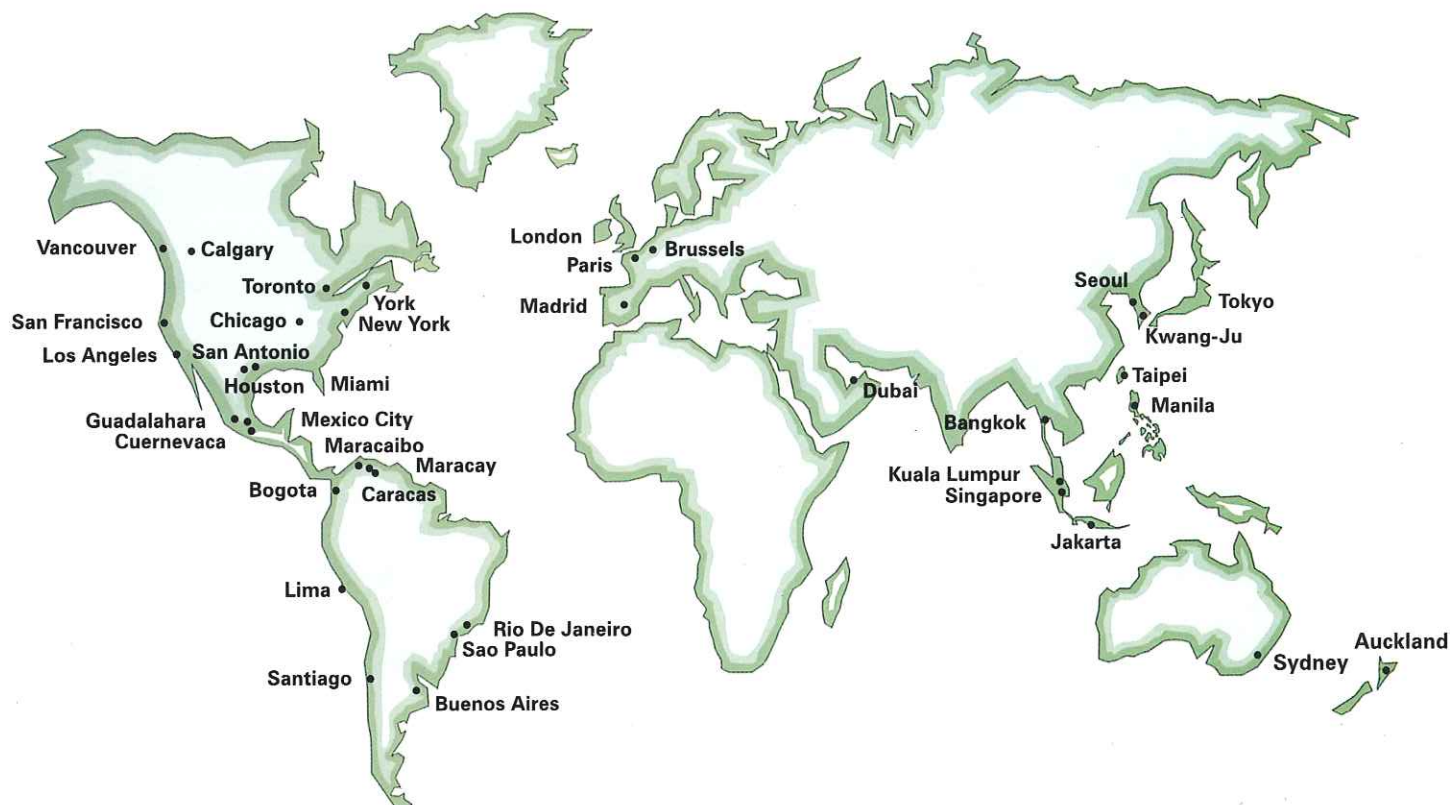 London
Brussels
Vancouver
Calgary
Paris
Seoul
Toronto
York
Madrid
Tokyo
San Francisco
Chicago
New York
Kwang-Ju
Los Angeles
San Antonio
Houston
Miami
Dubai
Taipei
Manila
Guadalahara
Mexico City
Bangkok
Cuernevaca
Maracaibo
Maracay
Kuala Lumpur
Bogota
Caracas
Singapore
Jakarta
Lima
Rio De Janeiro
Sao Paulo
Auckland
Sydney
Santiago
Buenos Aires